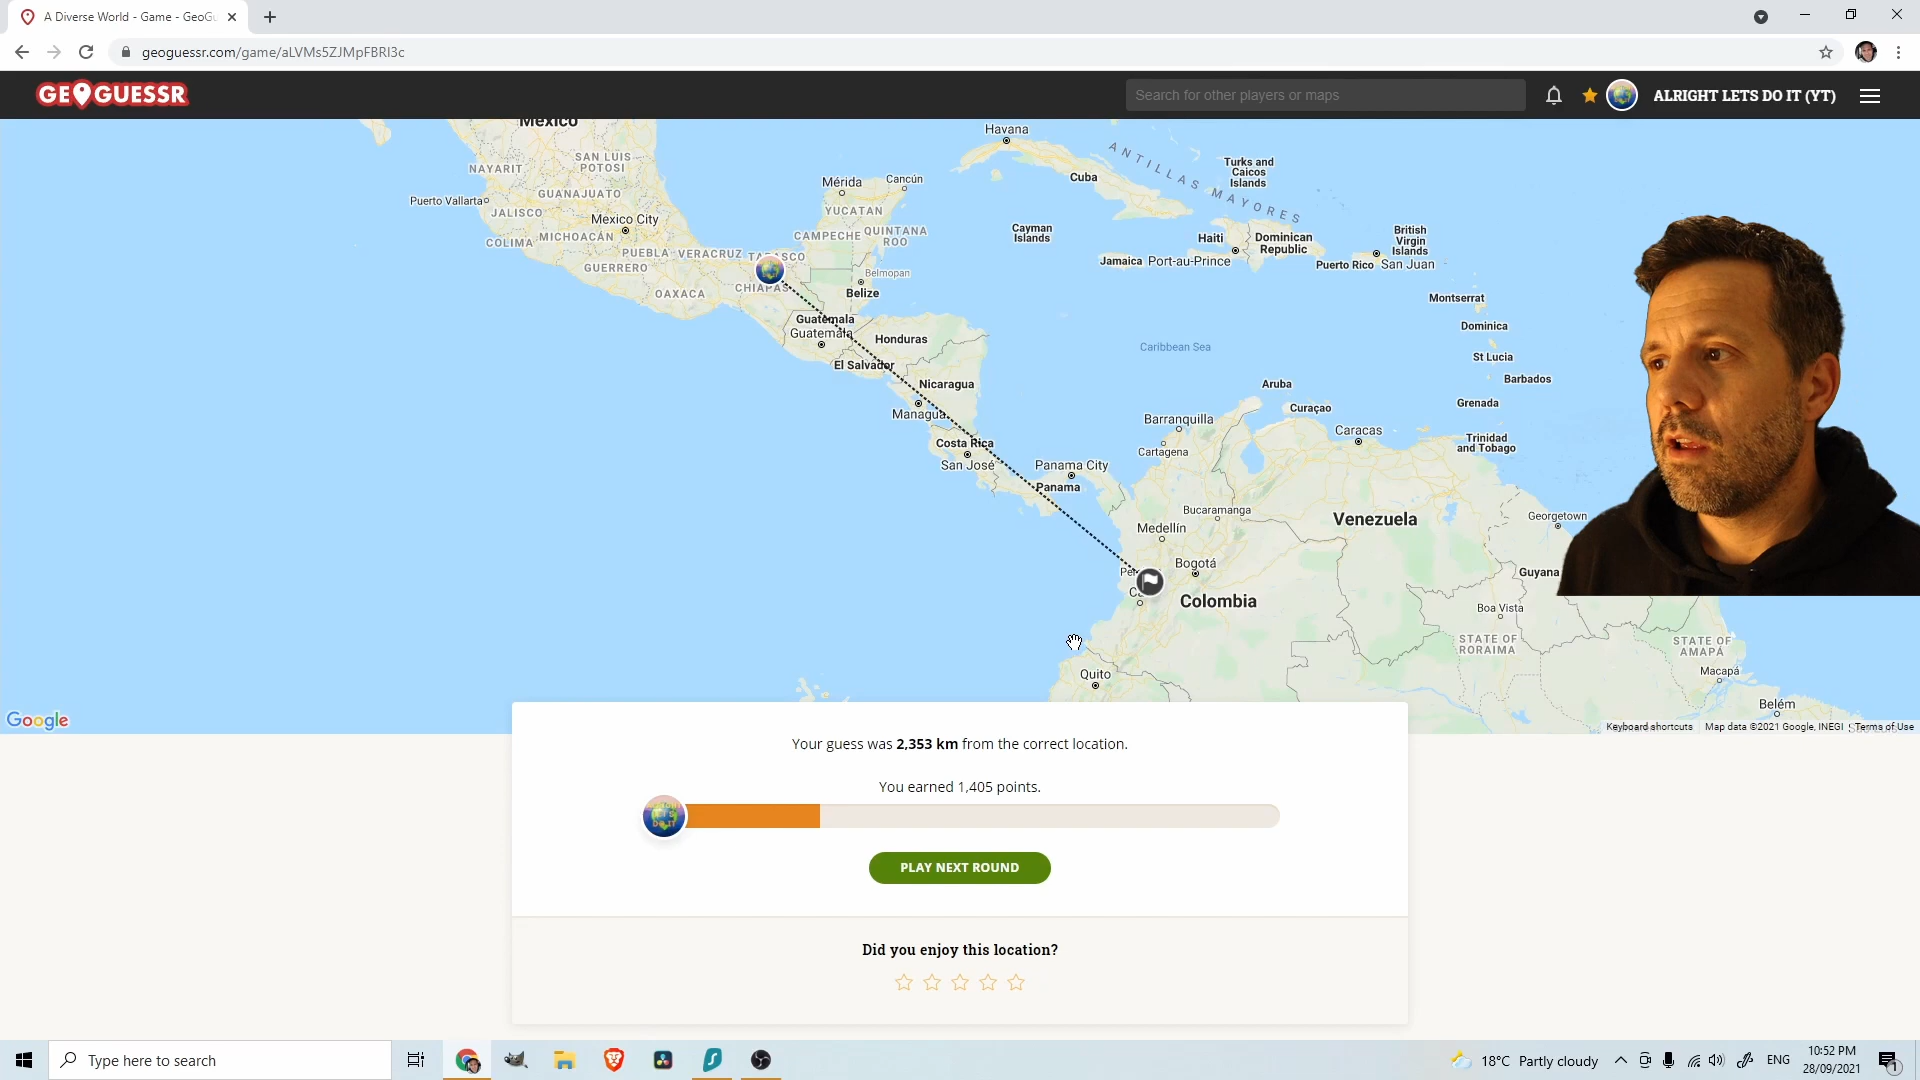 A Diverse World - Game - GeoGu
geoguessr.com/game/aLVMs5ZJMpFBRl3c
GEOGUESSR
Search for other players or maps
ALRIGHT LETS DO IT (YT)
Mexico
Havana
ANTILLAS MAYORES
SAN LUIS
POTOSI
NAYARIT
Turks and
Caicos
Islands
Cuba
Mérida
Cancún
GUANAJUATO
Puerto Vallarta
JALISCO
YUCATAN
Mexico City
COLIMA
MICHOACÁN
CAMPECHE
QUINTANA
ROO
Cayman
Islands
Haiti
Dominican
Republic
British
Virgin
Islands
PUEBLA
VERACRUZ
TABASCO
GUERRERO
Jamaica
Port-au-Prince
Puerto Rico
San Juan
Belmopan
OAXACA
CHIAPAS
Belize
Montserrat
Guatemala
Guatemala
Honduras
Dominica
Caribbean Sea
El Salvador
St Lucia
Nicaragua
Aruba
Barbados
Managua
Curaçao
Grenada
Barranquilla
Caracas
Costa Rica
Cartagena
Trinidad
and Tobago
San José
Panama City
Panama
Bucaramanga
Venezuela
Georgetown
Medellín
Bogotá
Guyana
Pe
Ca
Colombia
Boa Vista
STATE OF
RORAIMA
STATE OF
AMAPÁ
Quito
Macapá
Belém
Google
Keyboard shortcuts
Map data ©2021 Google, INEGI
Terms of Use
Your guess was 2,353 km from the correct location.
You earned 1,405 points.
PLAY NEXT ROUND
Did you enjoy this location?
Type here to search
18°C Partly cloudy
ENG
10:52 PM
28/09/2021
1